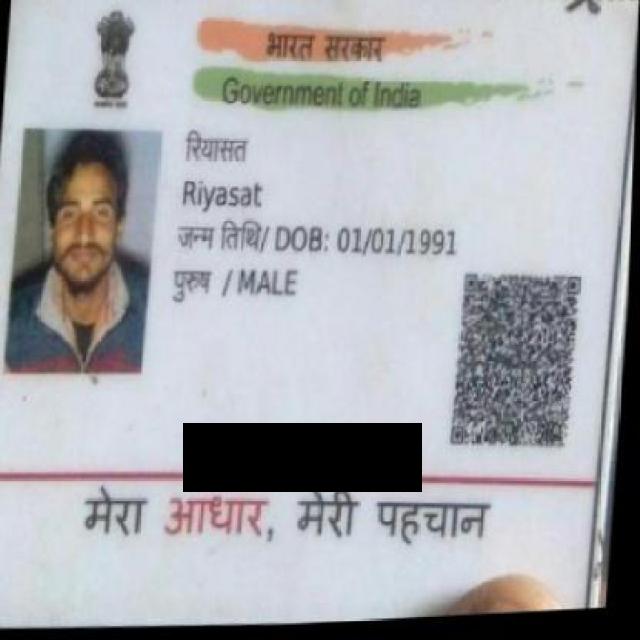 भारत सरकार
Government of India
रियासत
Riyasat
जन्म तिथि/ DOB: 01/01/1991
पुरुष / MALE
मेरा आधार, मेरी पहचान